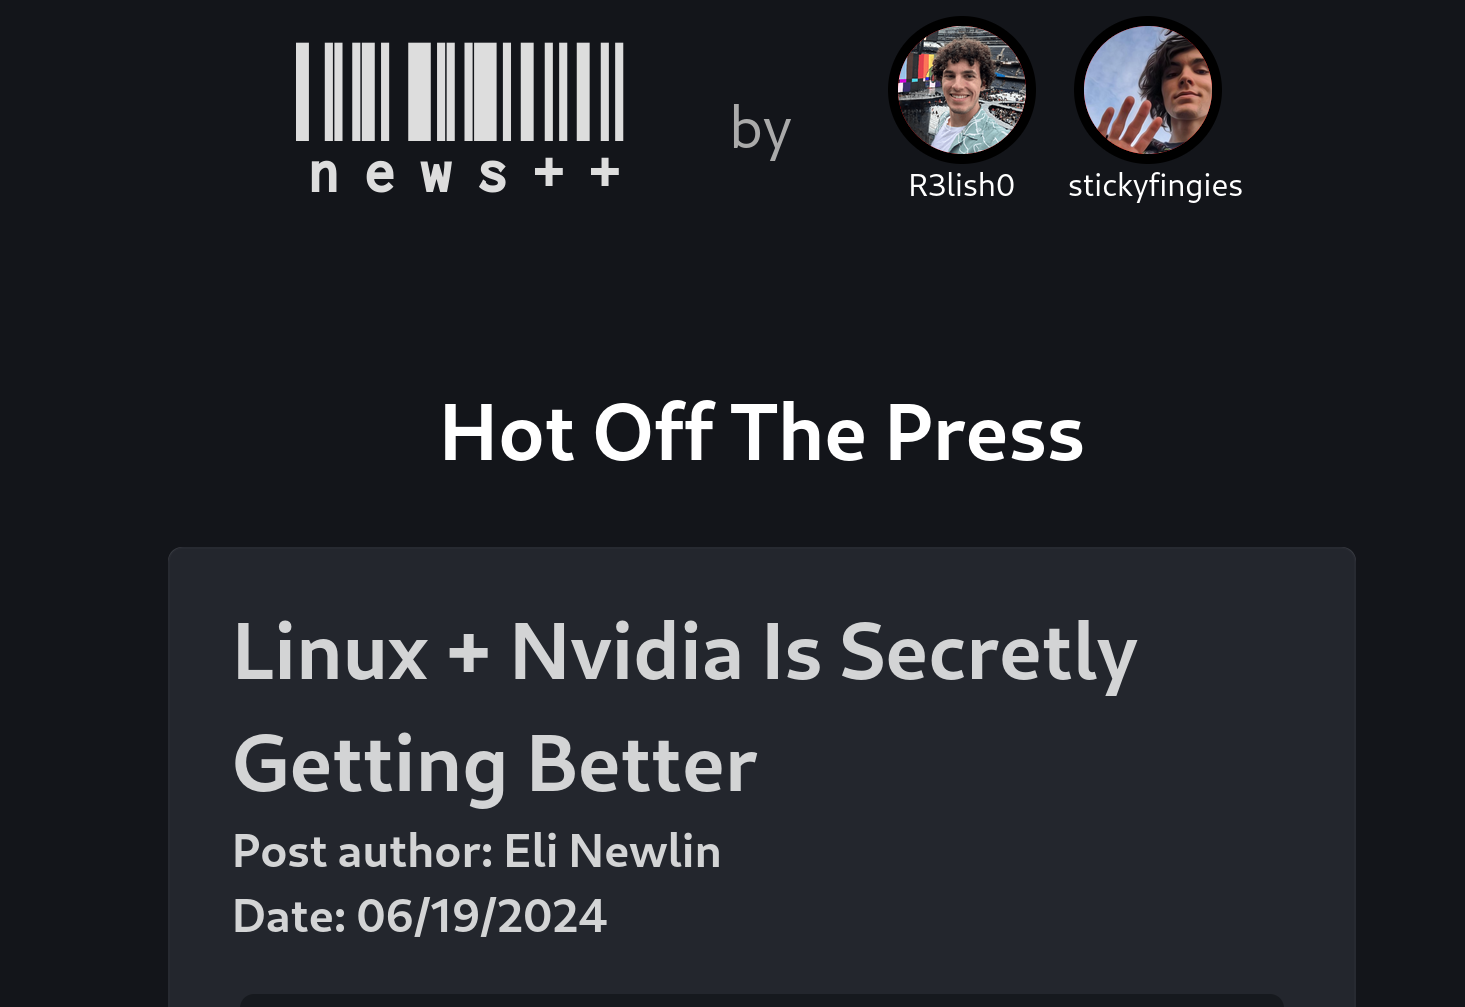 news++
by
R3lish0
stickyfingies
Hot Off The Press
Linux + Nvidia Is Secretly
Getting Better
Post author: Eli Newlin
Date: 06/19/2024